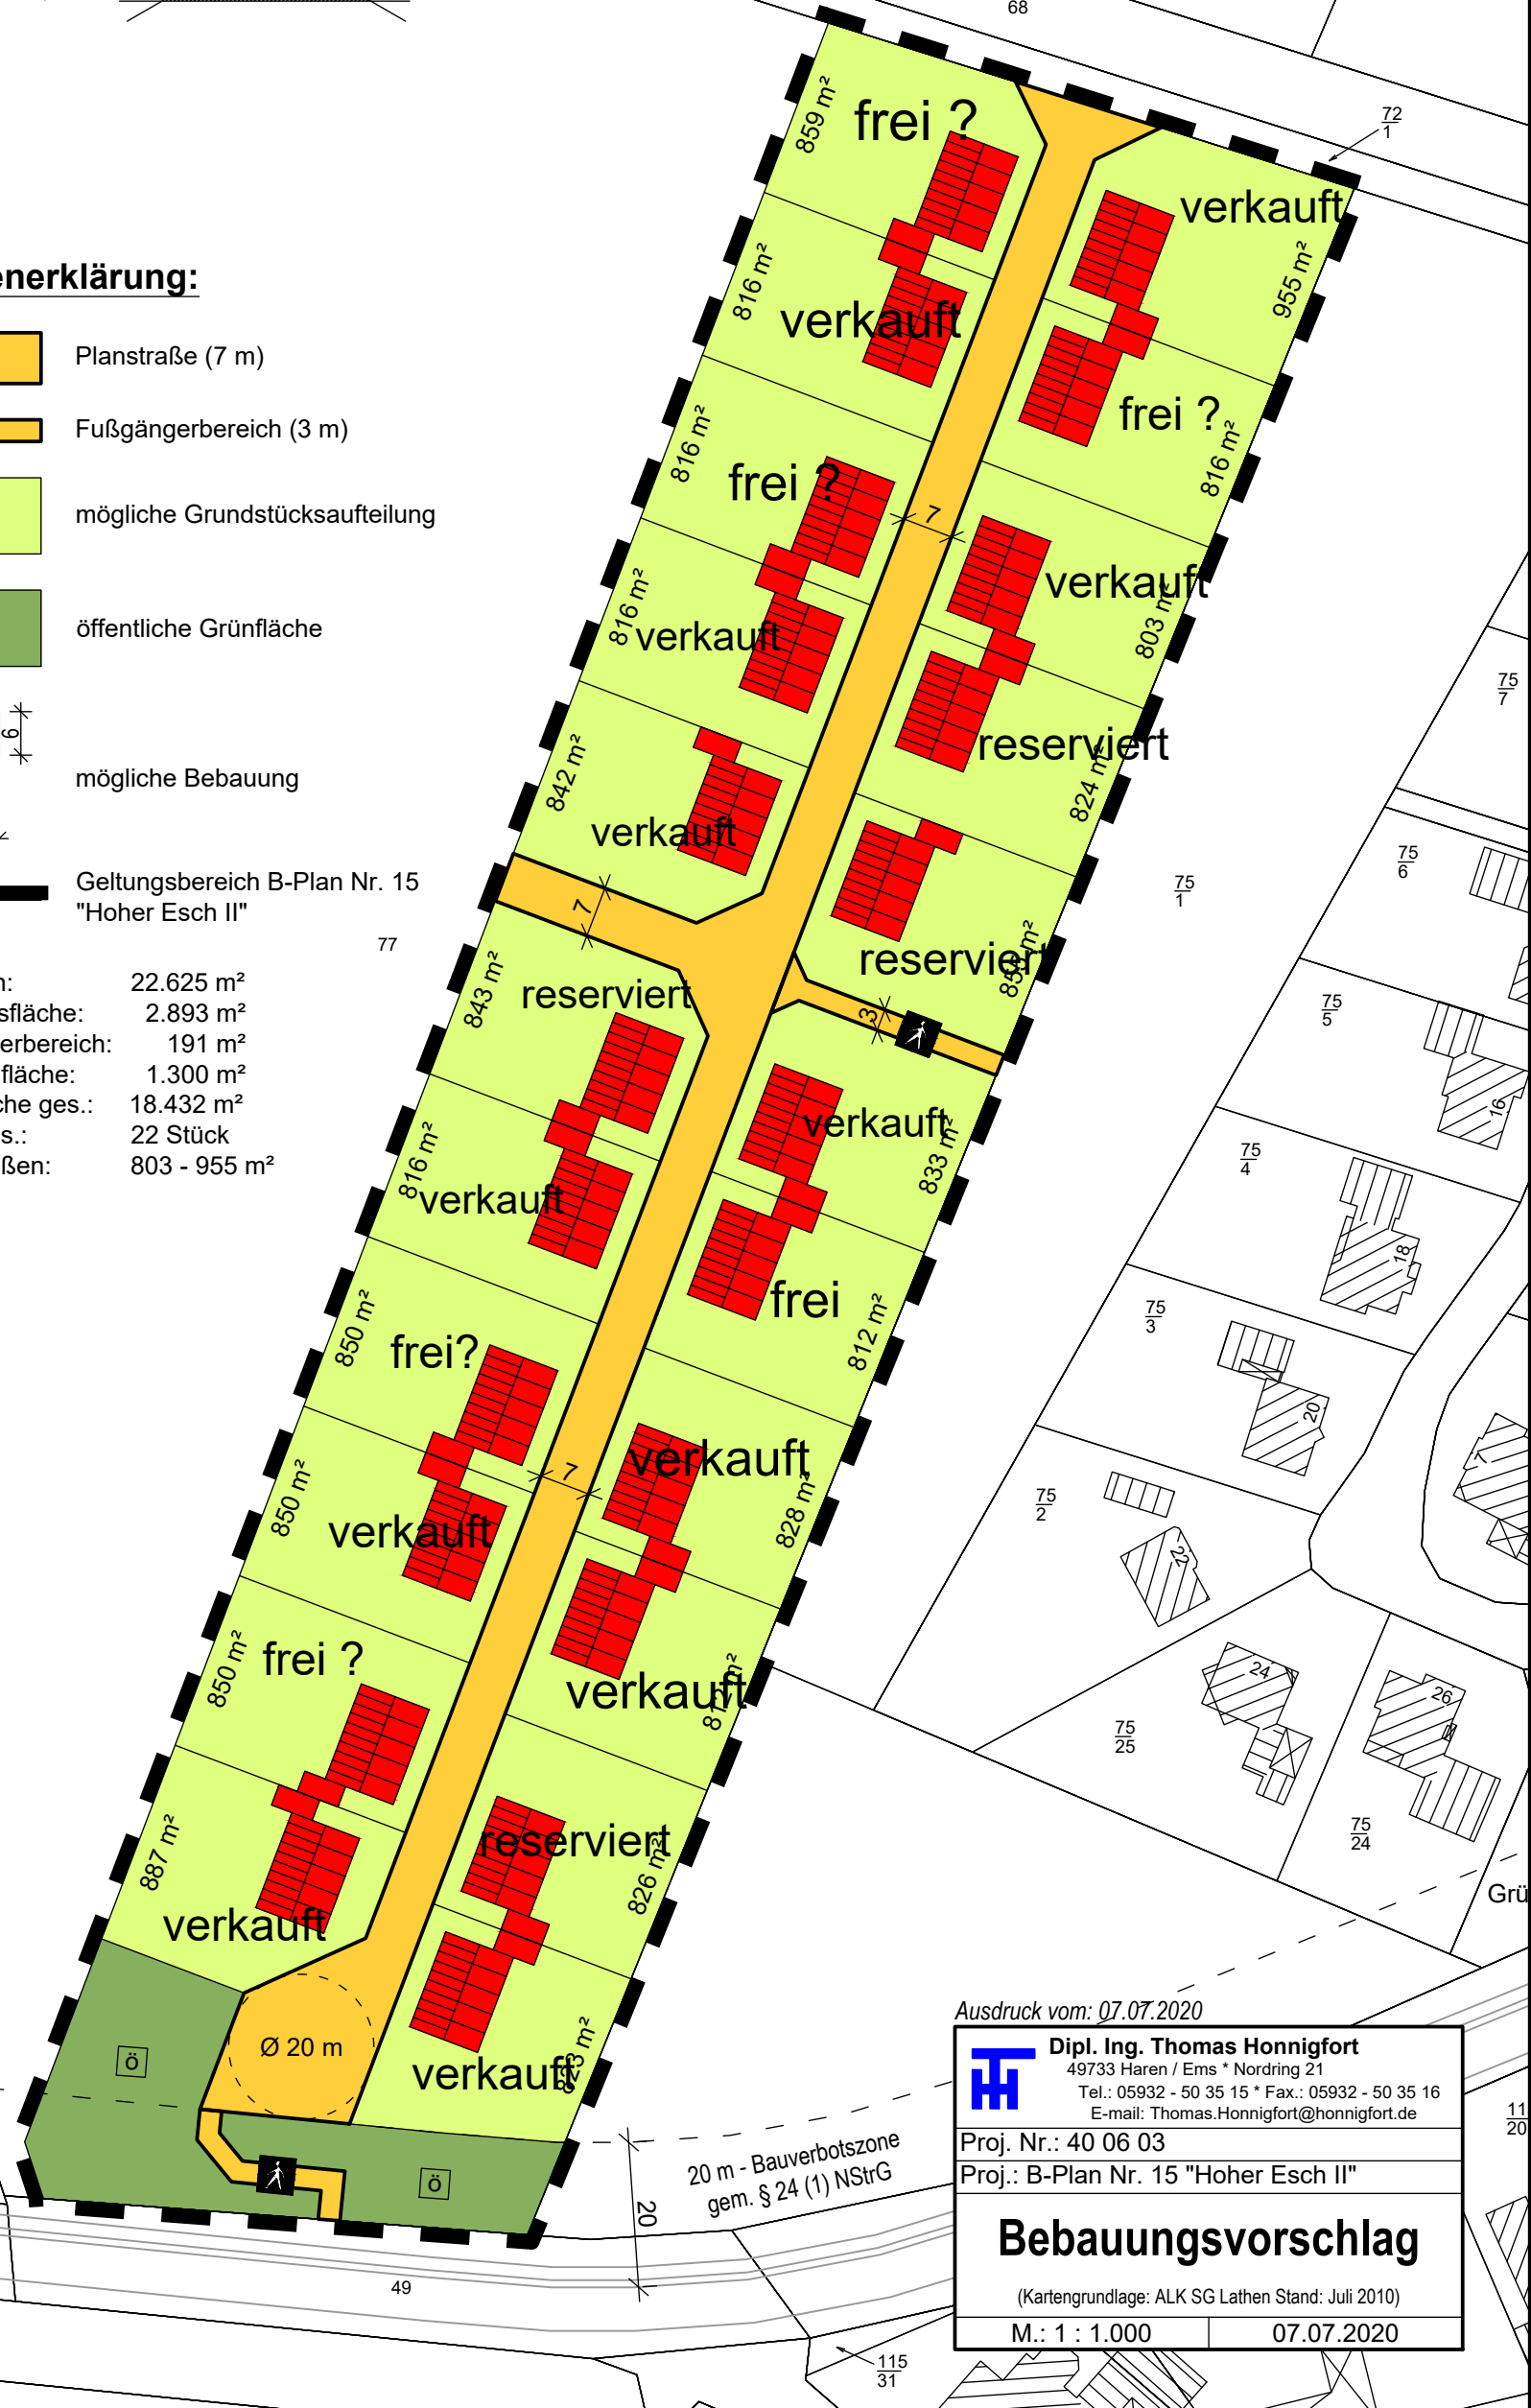 68
72
1
859 m²
frei ?
verkauft
816 m²
verkauft
955 m²
frei ?
816 m²
816 m²
frei ?
7
verkauft
803 m²
816 m²
verkauft
reserviert
824 m²
842 m²
verkauft
7
reserviert
855 m²
3
843 m²
reserviert
verkauft
833 m²
816 m²
verkauft
frei
812 m²
850 m²
frei?
7
verkauft
828 m²
850 m²
verkauft
verkauft
812 m²
850 m²
frei ?
reserviert
826 m²
887 m²
verkauft
verkauft
823 m²
Ø 20 m
ö
ö
enerklärung:
Planstraße (7 m)
Fußgängerbereich (3 m)
mögliche Grundstücksaufteilung
öffentliche Grünfläche
6
mögliche Bebauung
Geltungsbereich B-Plan Nr. 15
"Hoher Esch II"
77
n: 22.625 m²
sfläche: 2.893 m²
erbereich: 191 m²
fläche: 1.300 m²
che ges.: 18.432 m²
s.: 22 Stück
ßen: 803 - 955 m²
75
7
75
6
75
1
75
5
16
75
4
18
75
3
20
7
75
2
22
24
75
25
26
75
24
Grü
20 m - Bauverbotszone
gem. § 24 (1) NStrG
20
49
115
31
11
20
Ausdruck vom: 07.07.2020
Dipl. Ing. Thomas Honnigfort
49733 Haren / Ems * Nordring 21
Tel.: 05932 - 50 35 15 * Fax.: 05932 - 50 35 16
E-mail: Thomas.Honnigfort@honnigfort.de
Proj. Nr.: 40 06 03
Proj.: B-Plan Nr. 15 "Hoher Esch II"
Bebauungsvorschlag
(Kartengrundlage: ALK SG Lathen Stand: Juli 2010)
M.: 1 : 1.000 07.07.2020